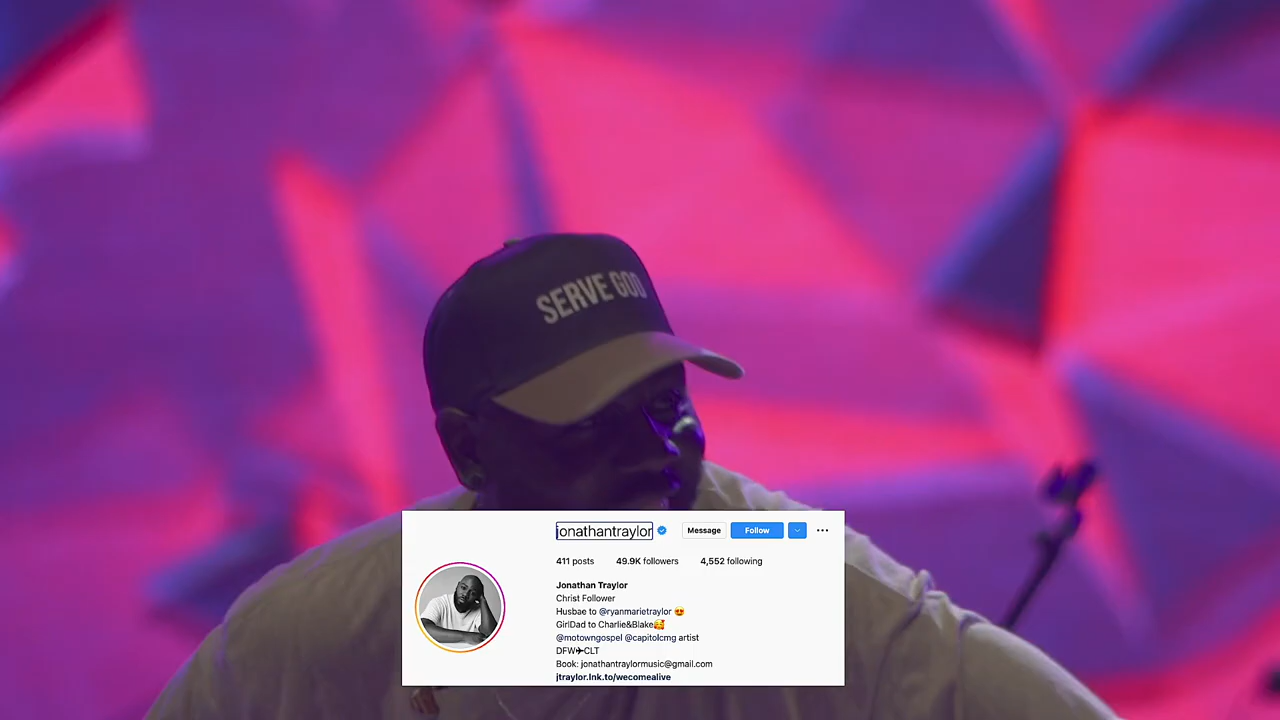 SERVE GOD
jonathantraylor Message Follow
411 posts 49.9K followers 4,552 following
Jonathan Traylor
Christ Follower
Husbae to @ryanmarietraylor 😍
GirlDad to Charlie&Blake🥰
@motowngospel @capitolcmg artist
DFW✈CLT
Book: jonathantraylormusic@gmail.com
jtraylor.lnk.to/wecomealive